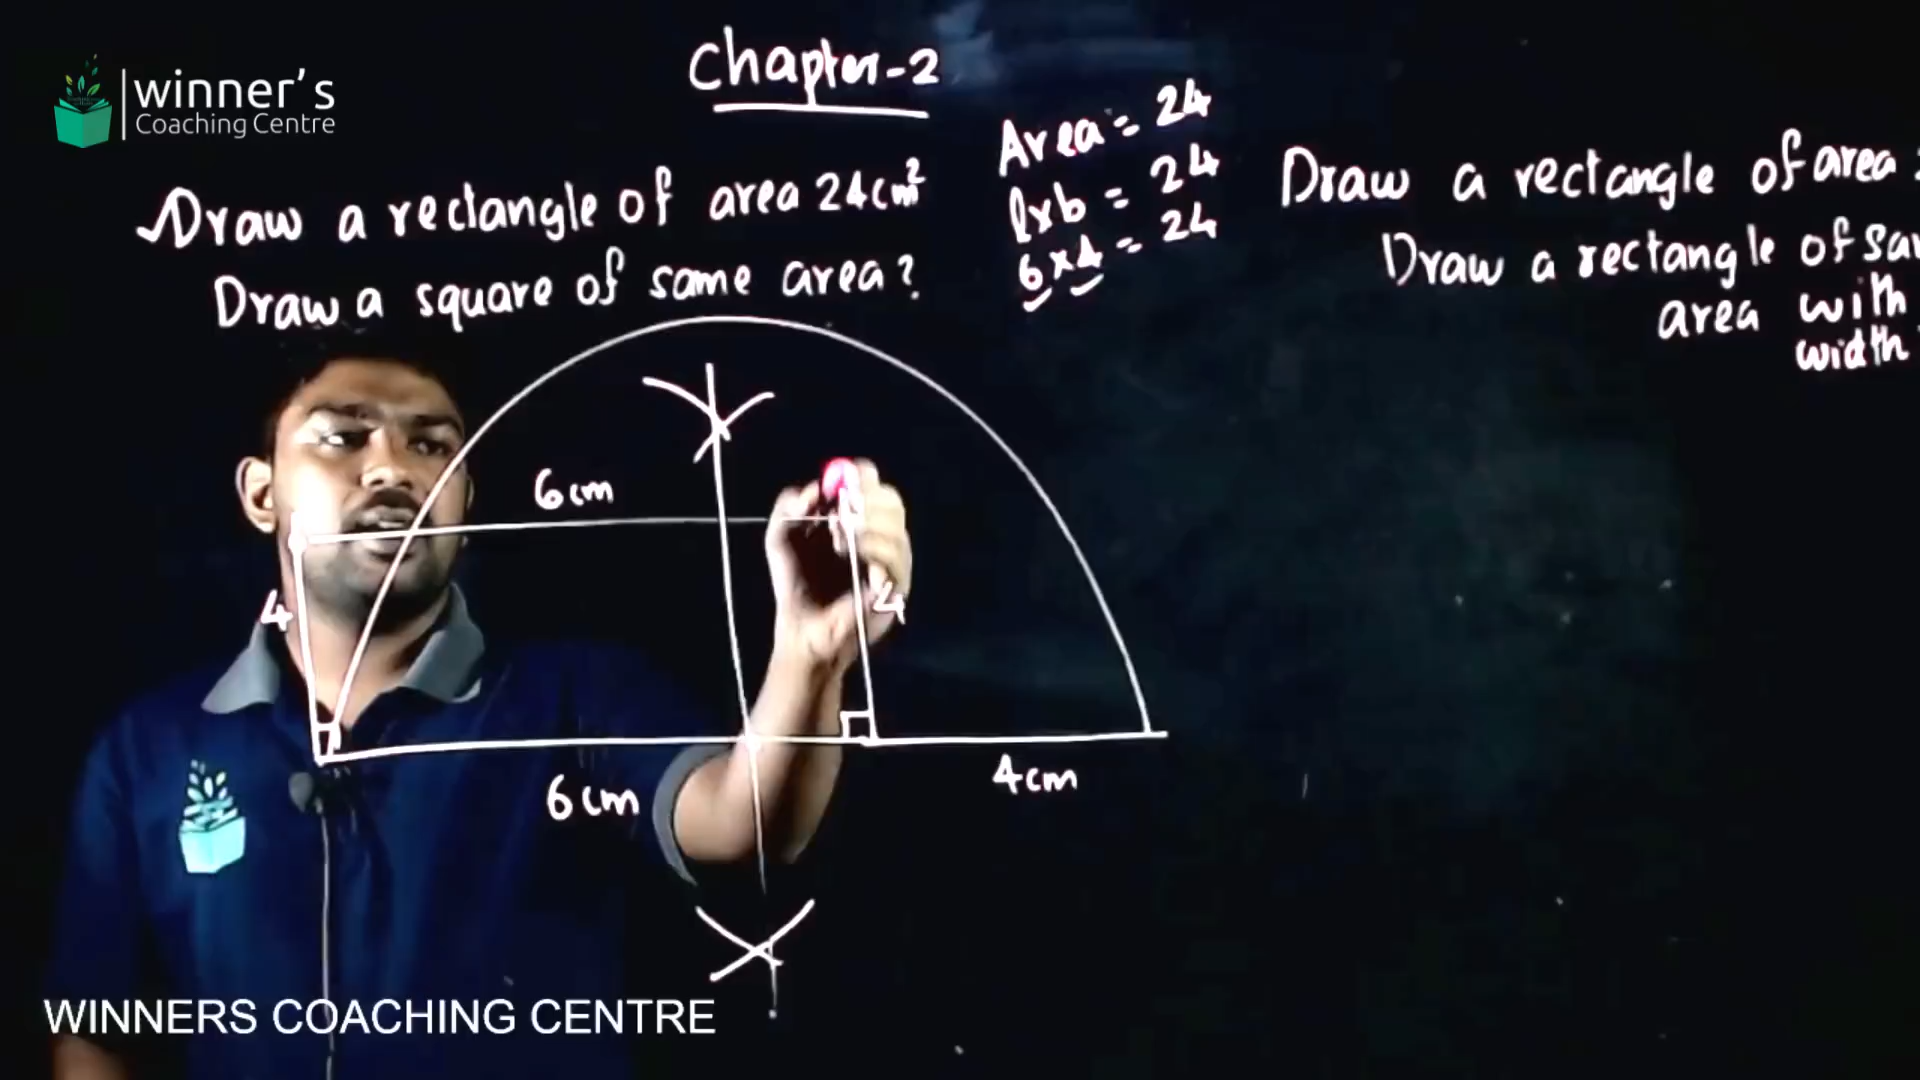 winner's
Coaching Centre
Chapter-2
Draw a rectangle of area 24cm²
Draw a square of same area?
Area = 24
l×b = 24
6×4 = 24
Draw a rectangle of area
Draw a rectangle of
area with
width
6cm
4
4
6cm
4cm
WINNERS COACHING CENTRE